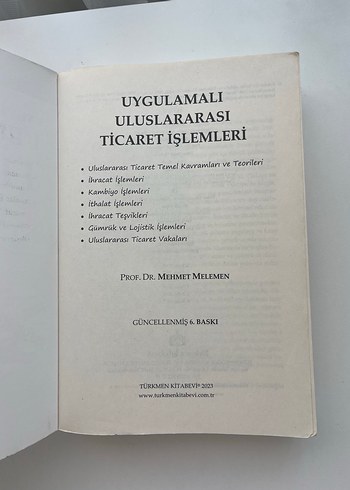 UYGULAMALI
ULUSLARARASI
TİCARET İŞLEMLERİ
• Uluslararası Ticaret Temel Kavramları ve Teorileri
• İhracat İşlemleri
• Kambiyo İşlemleri
• İthalat İşlemleri
• İhracat Teşvikleri
• Gümrük ve Lojistik İşlemleri
• Uluslararası Ticaret Vakaları
PROF. DR. MEHMET MELEMEN
GÜNCELLENMİŞ 6. BASKI
TÜRKMEN KİTABEVİ® 2023
www.turkmenkitabevi.com.tr